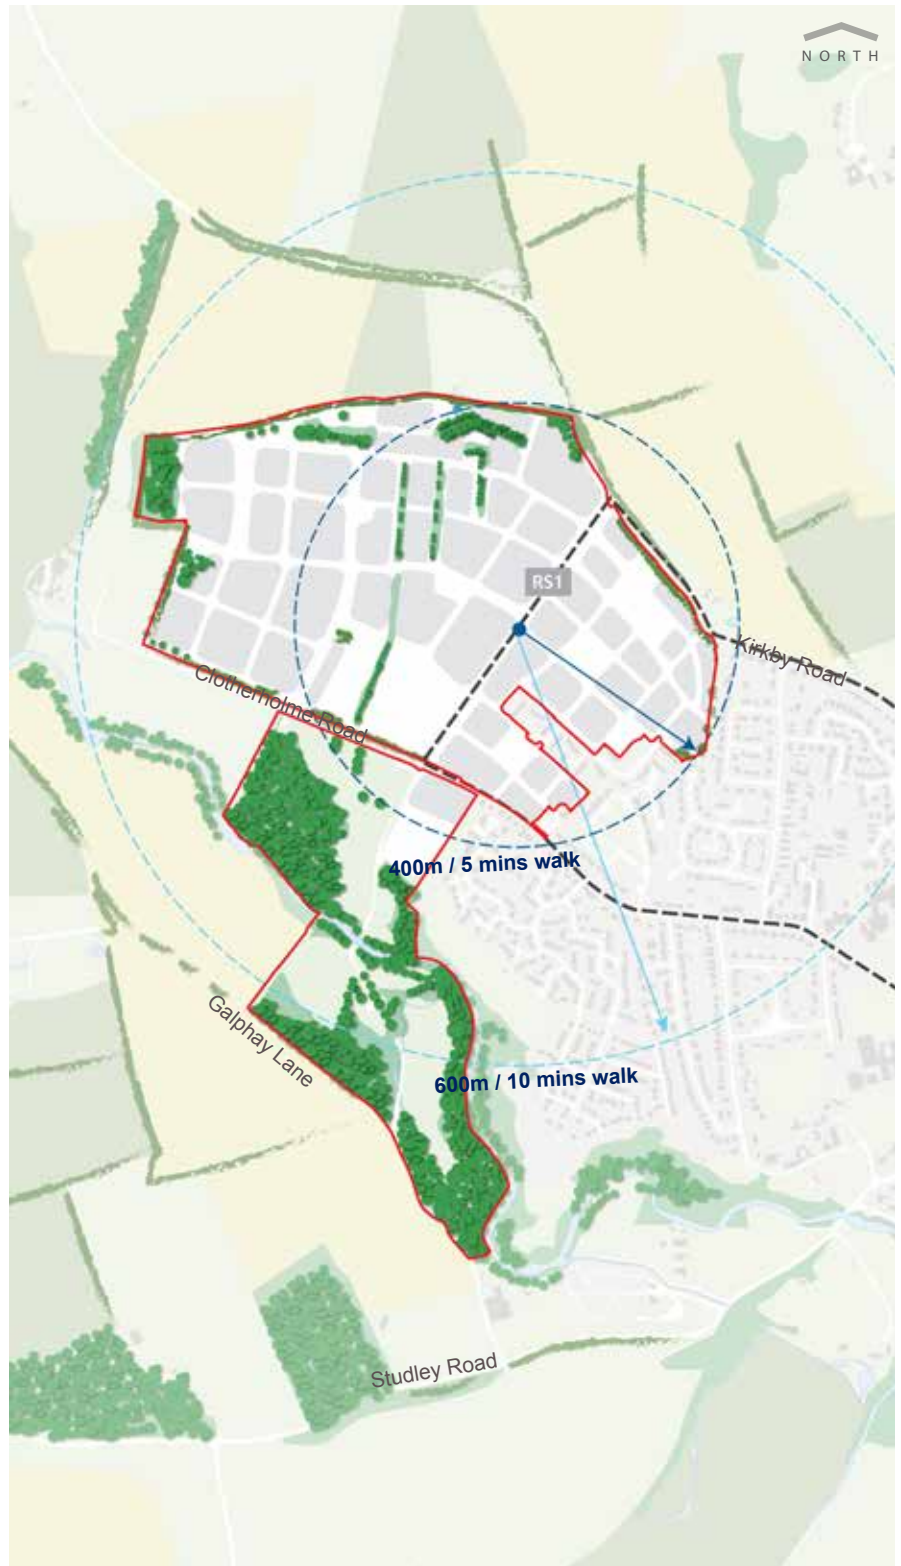 NORTH
RS1
Kirkby Road
Clotherholme Road
400m / 5 mins walk
Galphay Lane
600m / 10 mins walk
Studley Road